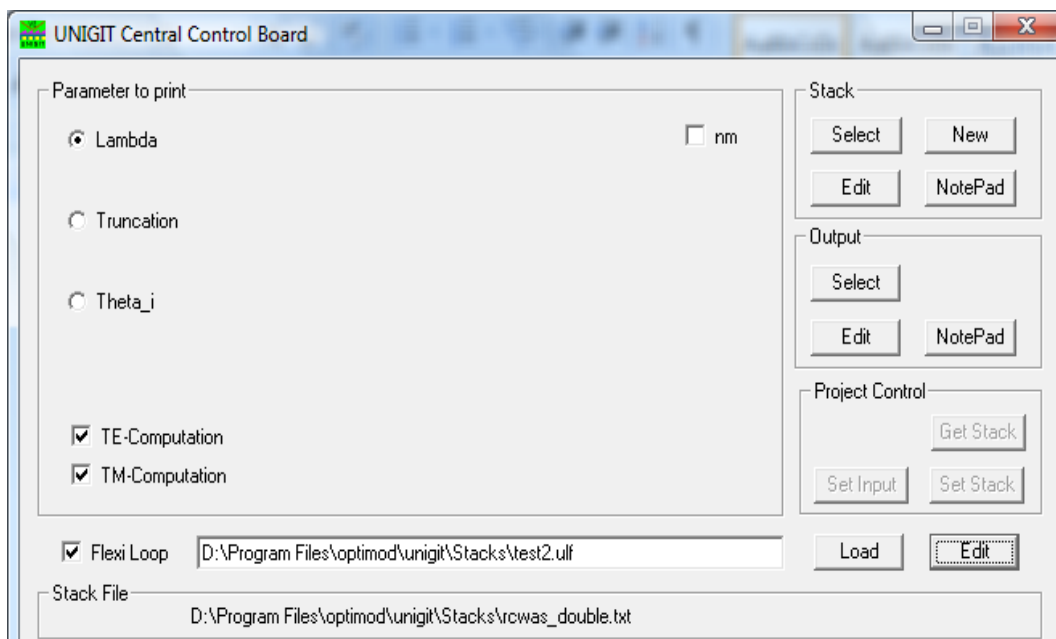 UNIGIT Central Control Board
Parameter to print
Lambda
nm
Truncation
Theta_i
TE-Computation
TM-Computation
Stack
Select New
Edit NotePad
Output
Select
Edit NotePad
Project Control
Get Stack
Set Input Set Stack
Flexi Loop D:\Program Files\optimod\unigit\Stacks\test2.ulf Load Edit
Stack File
D:\Program Files\optimod\unigit\Stacks\rcwas_double.txt